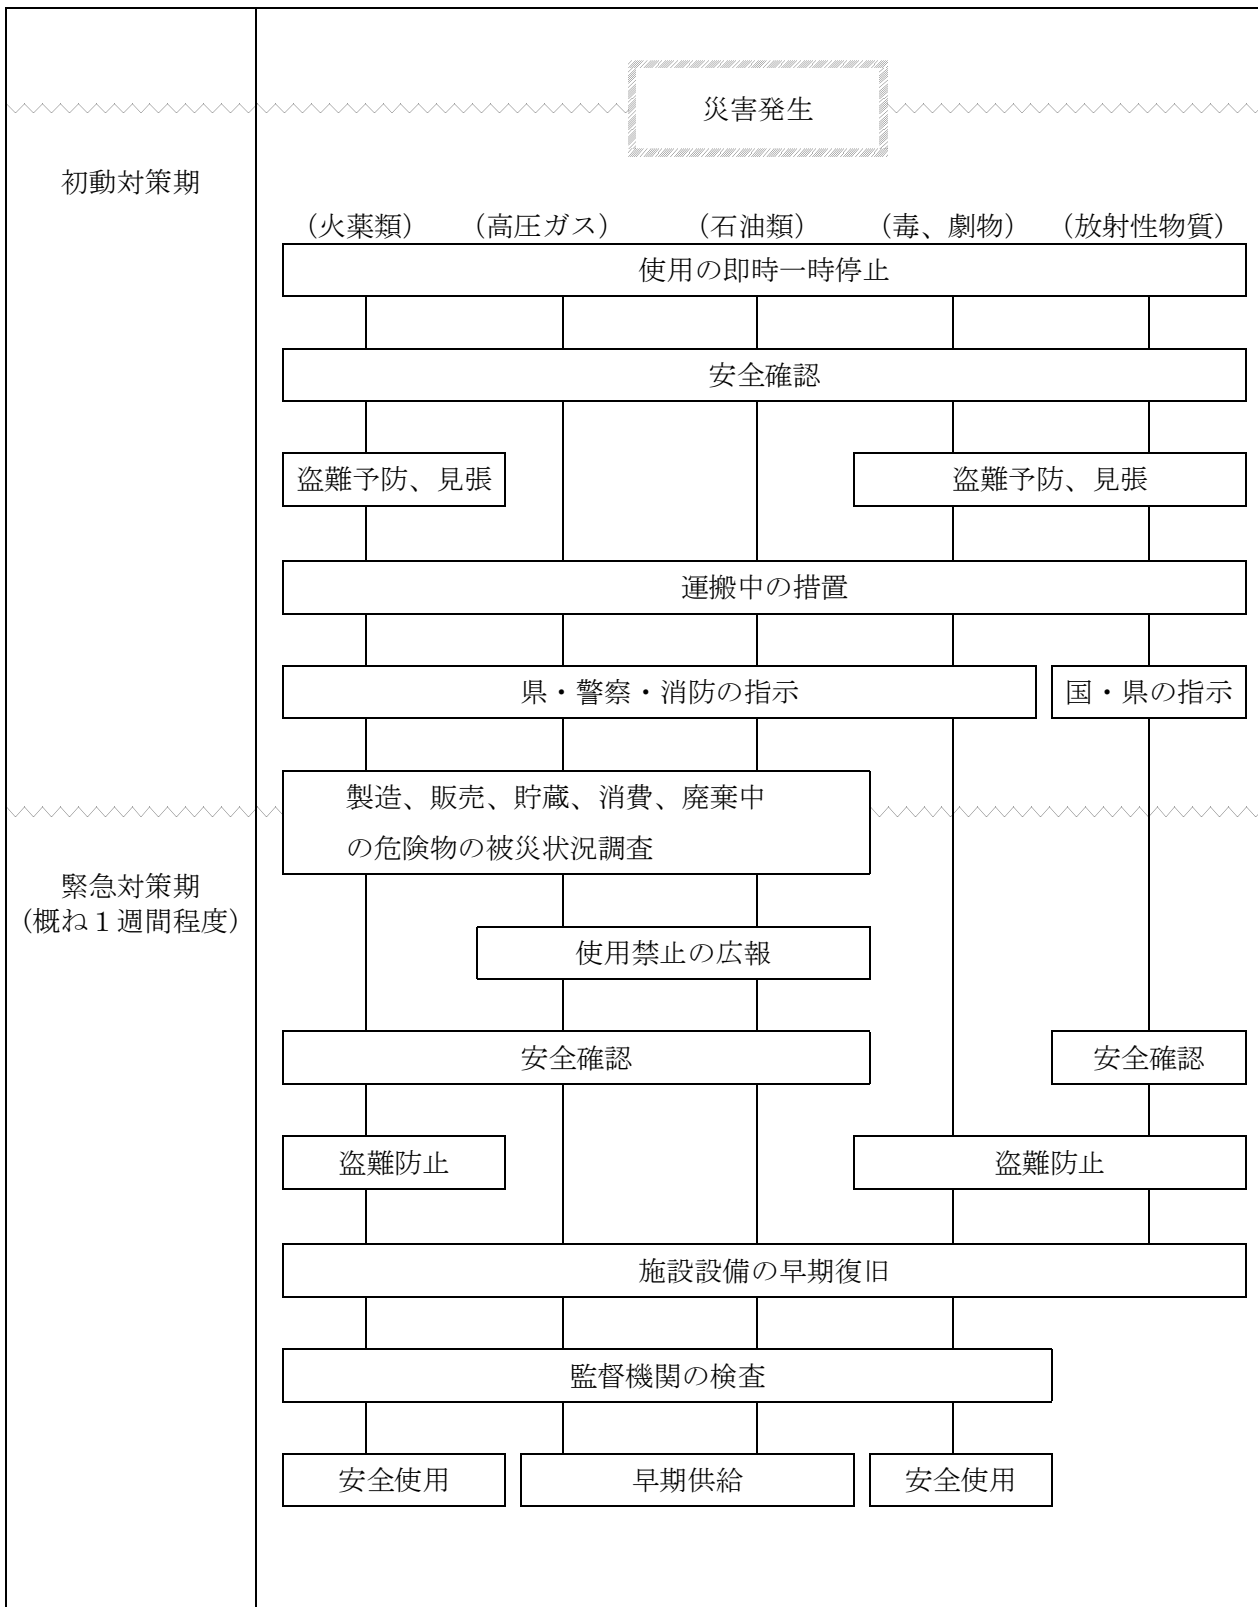 災害発生
初動対策期
（火薬類）
（高圧ガス）
（石油類）
（毒、劇物）
（放射性物質）
使用の即時一時停止
安全確認
盗難予防、見張
盗難予防、見張
運搬中の措置
県・警察・消防の指示
国・県の指示
製造、販売、貯蔵、消費、廃棄中
の危険物の被災状況調査
緊急対策期
（概ね１週間程度）
使用禁止の広報
安全確認
安全確認
盗難防止
盗難防止
施設設備の早期復旧
監督機関の検査
安全使用
早期供給
安全使用